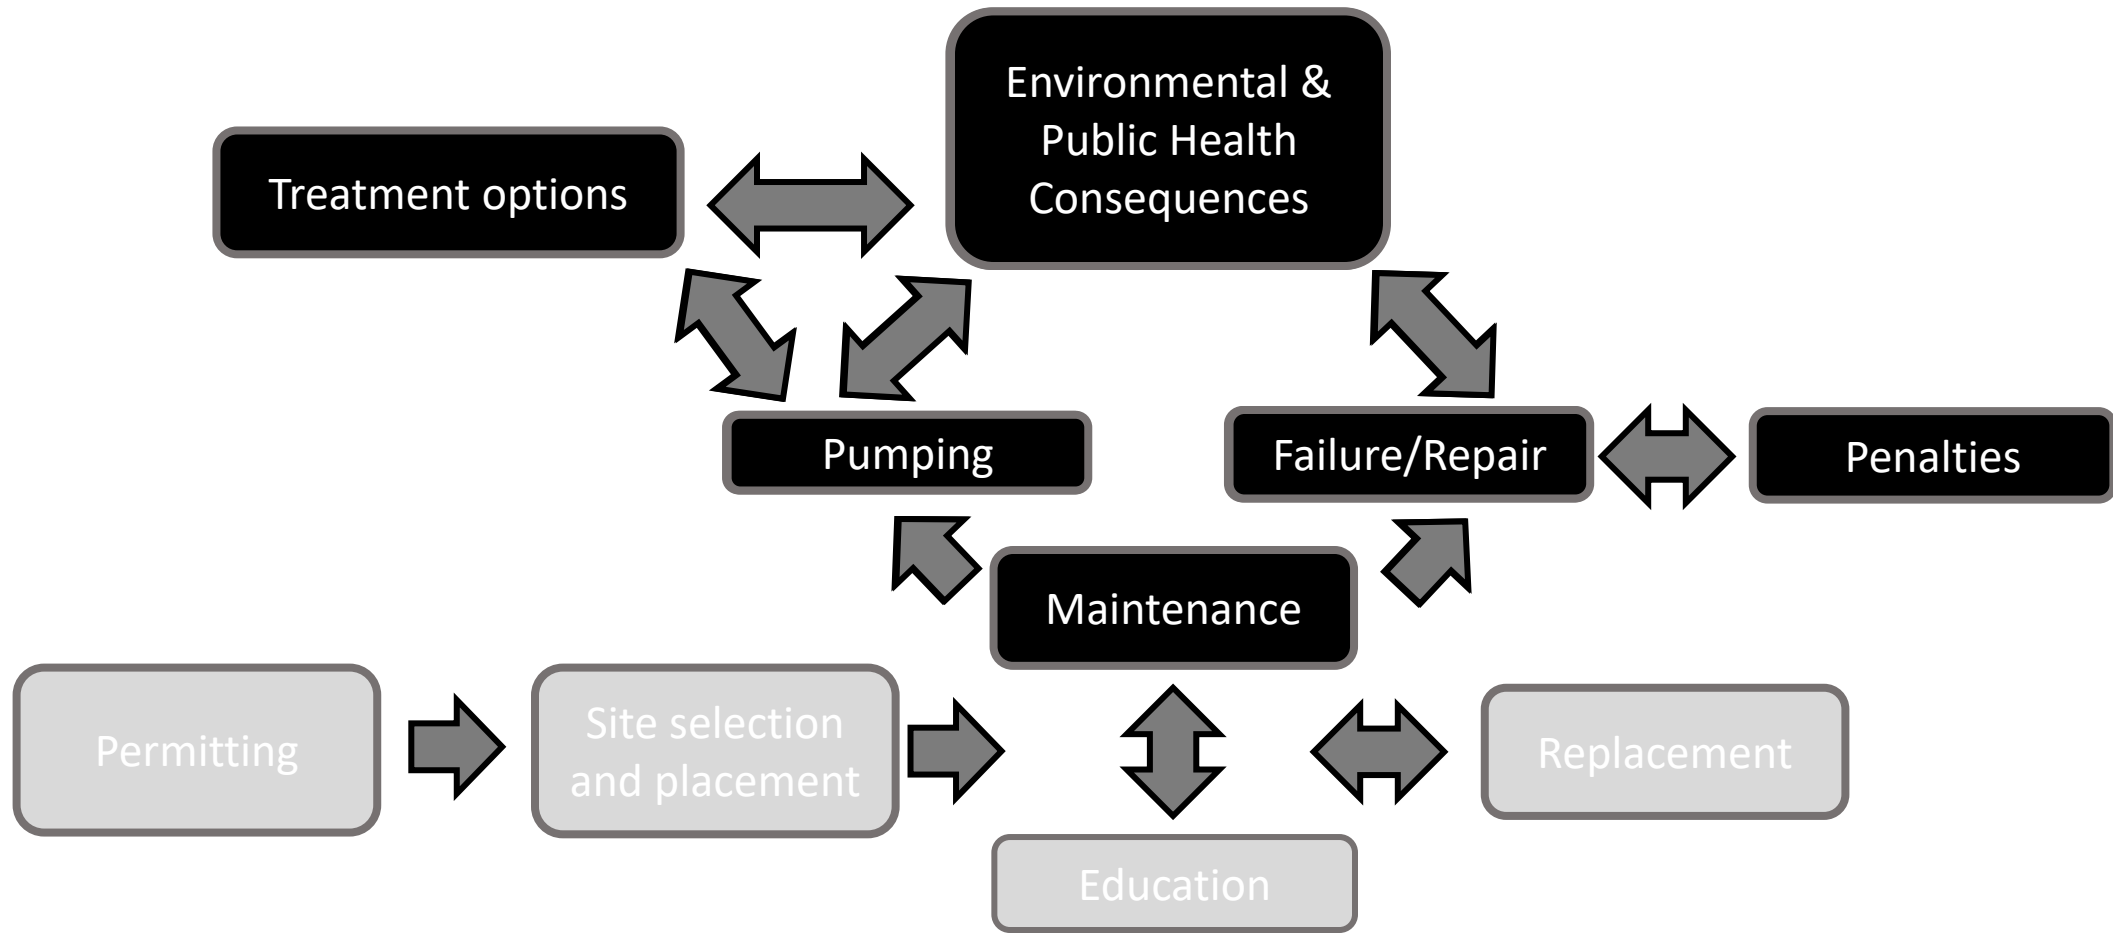 Environmental &
Public Health
Consequences
Treatment options
Pumping
Failure/Repair
Penalties
Maintenance
Permitting
Site selection
and placement
Replacement
Education